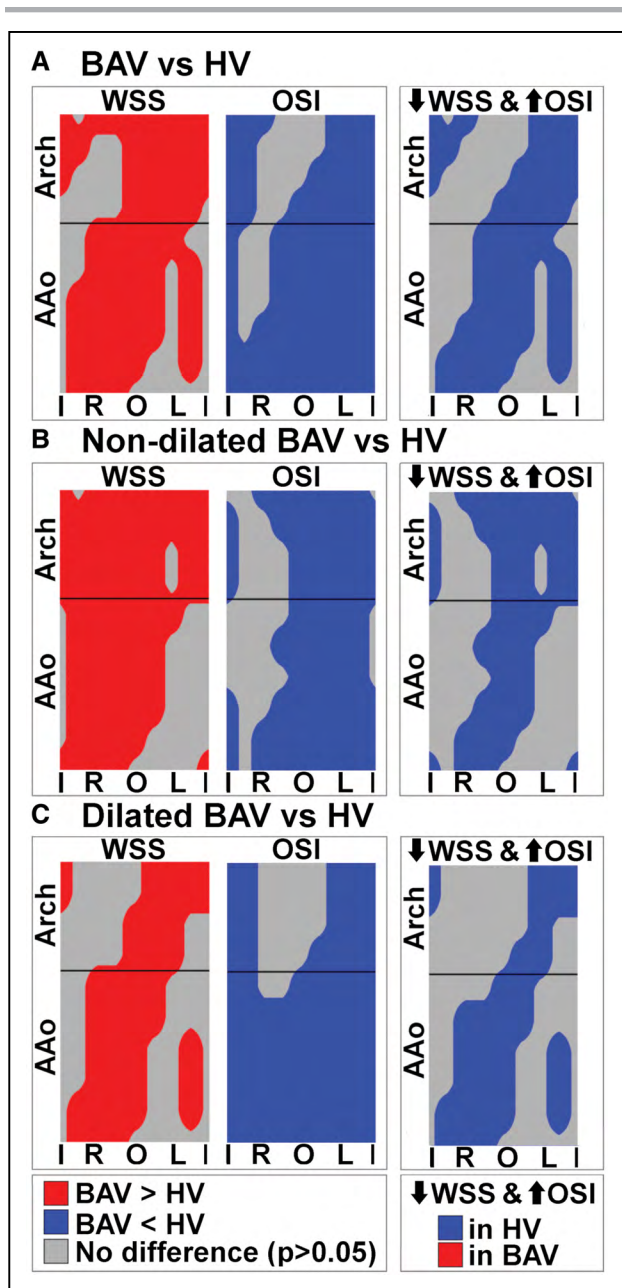 A BAV vs HV
WSS OSI ⬇WSS & ⬆OSI
Arch Arch
AAo AAo
I R O L I I R O L I I R O L I
B Non-dilated BAV vs HV
WSS OSI ⬇WSS & ⬆OSI
Arch Arch
AAo AAo
I R O L I I R O L I I R O L I
C Dilated BAV vs HV
WSS OSI ⬇WSS & ⬆OSI
Arch Arch
AAo AAo
I R O L I I R O L I I R O L I
BAV > HV
BAV < HV
No difference (p>0.05)
⬇WSS & ⬆OSI
in HV
in BAV